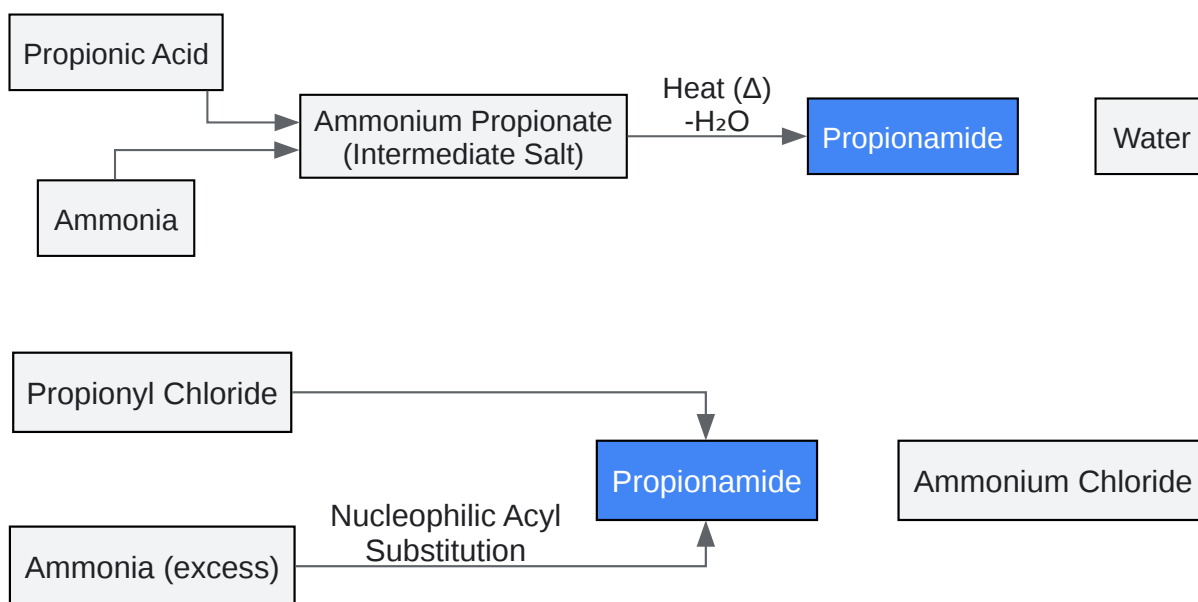 Propionic Acid
Ammonia
Ammonium Propionate
(Intermediate Salt)
Heat (Δ)
-H₂O
Propionamide
Water
Propionyl Chloride
Ammonia (excess)
Nucleophilic Acyl
Substitution
Propionamide
Ammonium Chloride